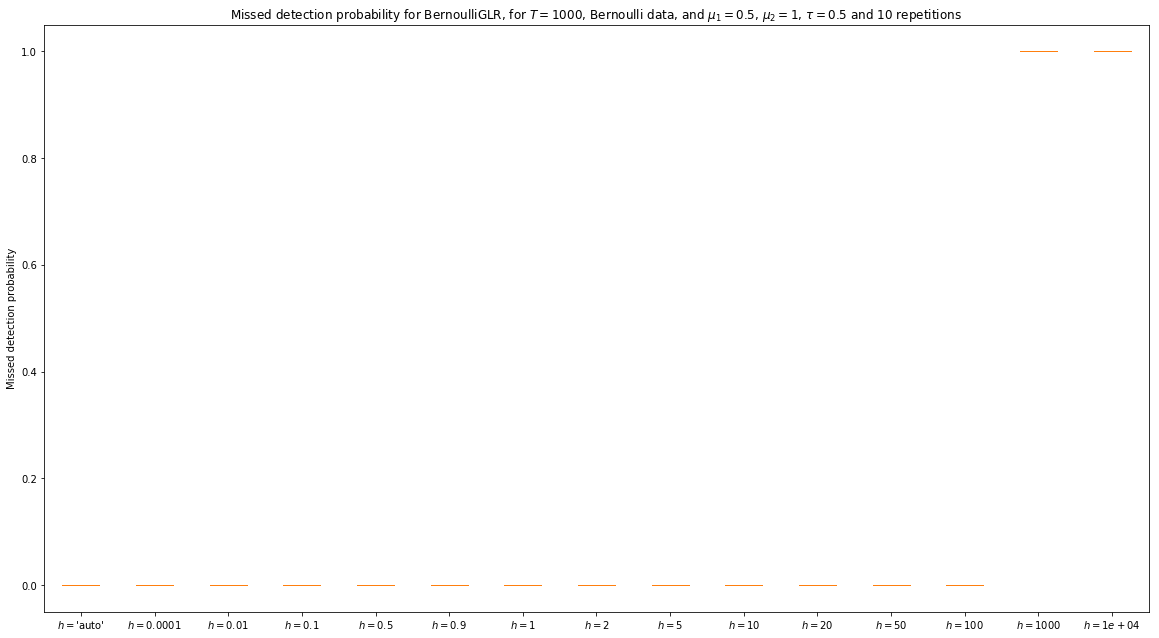 Missed detection probability for BernoulliGLR, for T = 1000, Bernoulli data, and μ₁ = 0.5, μ₂ = 1, τ = 0.5 and 10 repetitions
1.0
0.8
0.6
0.4
0.2
0.0
Missed detection probability
h = 'auto' h = 0.0001 h = 0.01 h = 0.1 h = 0.5 h = 0.9 h = 1 h = 2 h = 5 h = 10 h = 20 h = 50 h = 100 h = 1000 h = 1e + 04